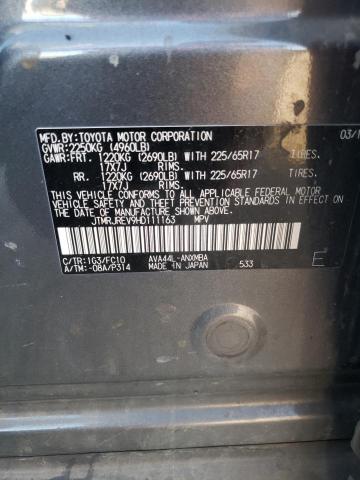 MFD.BY:TOYOTA MOTOR CORPORATION 03/1
GVWR:2250KG (4960LB)
GAWR:FRT. 1220KG (2690LB) WITH 225/65R17 TIRES.
17X7J RIMS.
RR. 1220KG (2690LB) WITH 225/65R17 TIRES.
17X7J RIMS.
THIS VEHICLE CONFORMS TO ALL APPLICABLE FEDERAL MOTOR
VEHICLE SAFETY AND THEFT PREVENTION STANDARDS IN
EFFECT ON THE DATE OF MANUFACTURE SHOWN ABOVE.
JTMRJREV9HD111163 MPV
C/TR:1G3/FC10 AVA44L-ANXMBA
A/TM:-08A/P314 MADE IN JAPAN 533 E